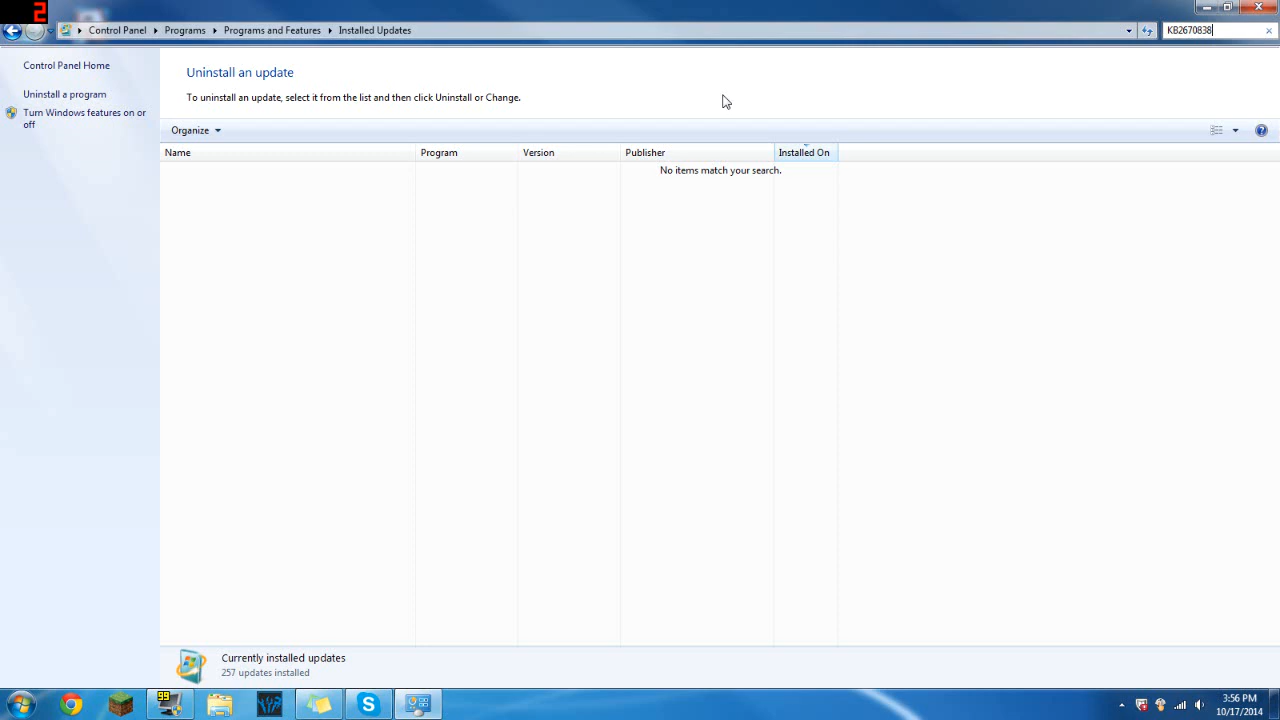 2
Control Panel Programs Programs and Features Installed Updates KB2670838
Control Panel Home
Uninstall a program
Turn Windows features on or
off
Uninstall an update
To uninstall an update, select it from the list and then click Uninstall or Change.
Organize
Name Program Version Publisher Installed On
No items match your search.
Currently installed updates
257 updates installed
99
3:56 PM
10/17/2014